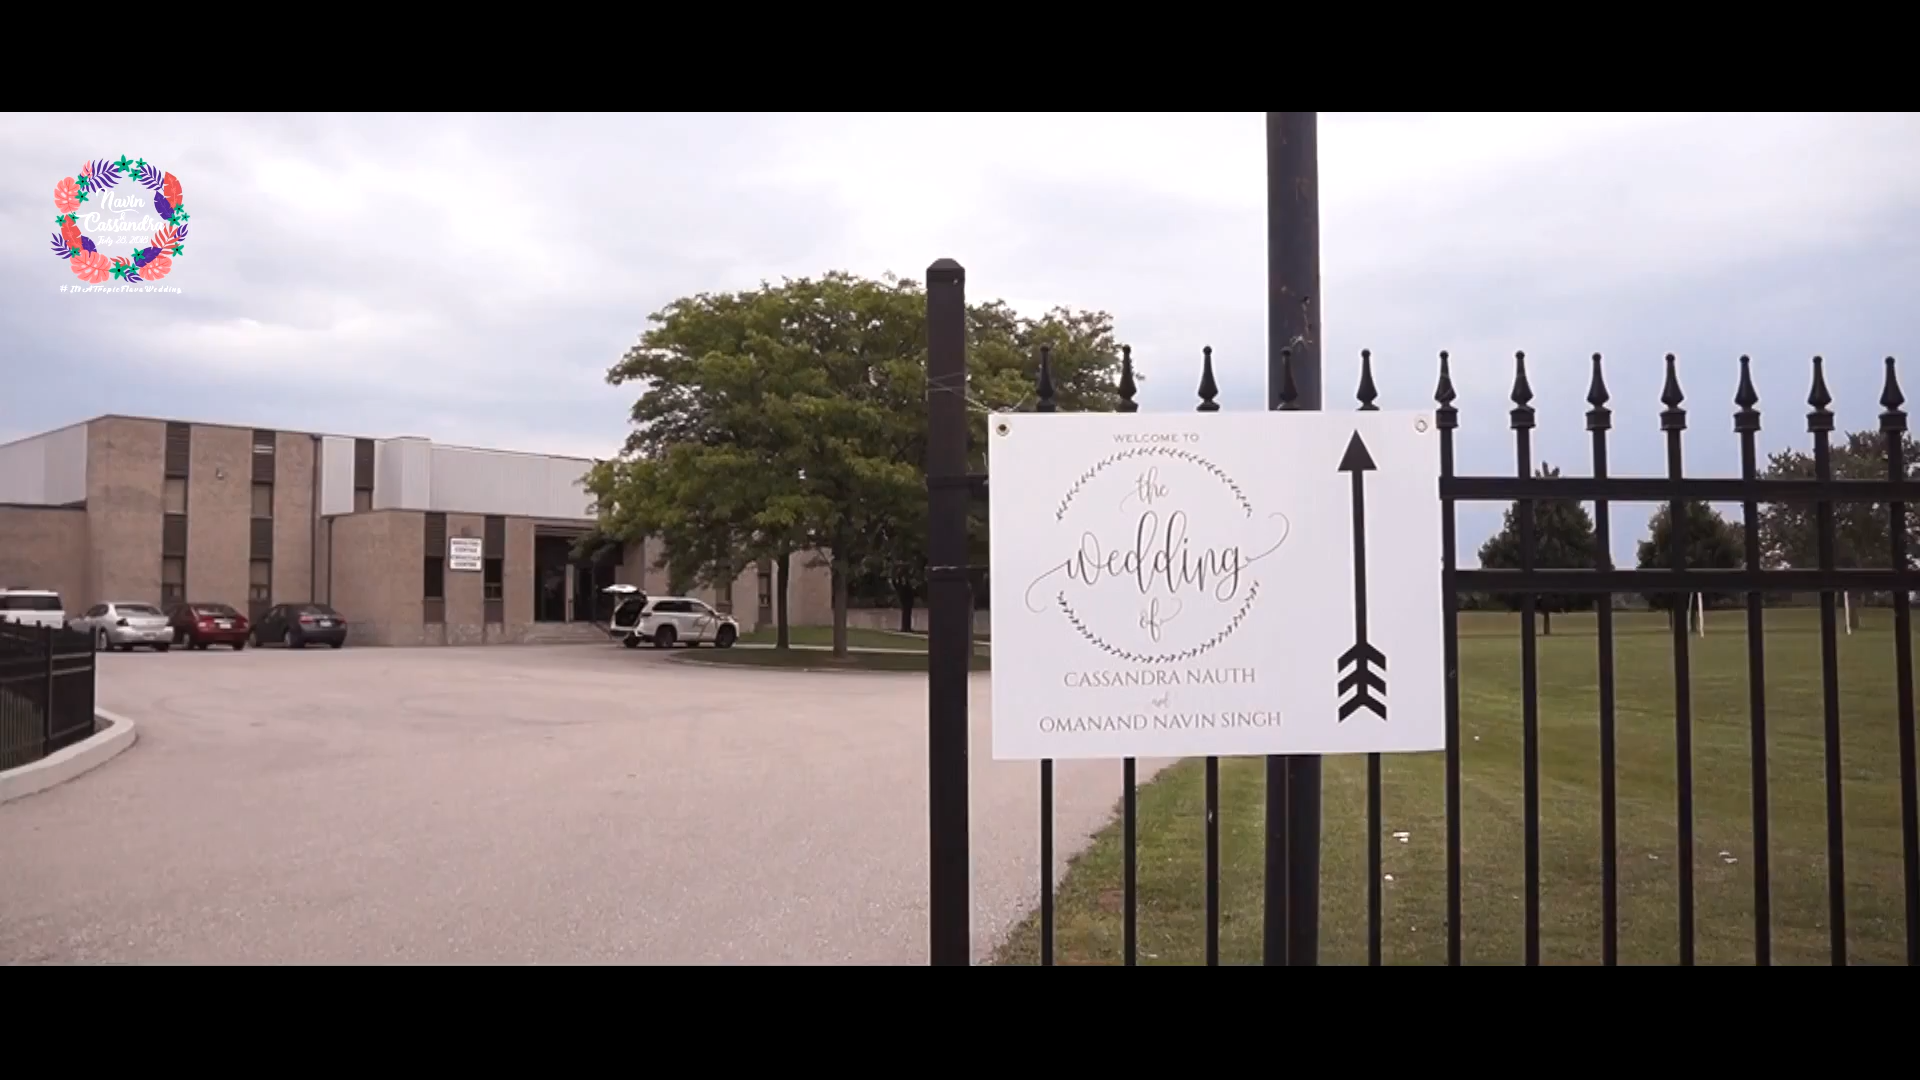 Navin
&
Cassandra
WELCOME TO
the
wedding
of
CASSANDRA NAUTH
and
OMANAND NAVIN SINGH